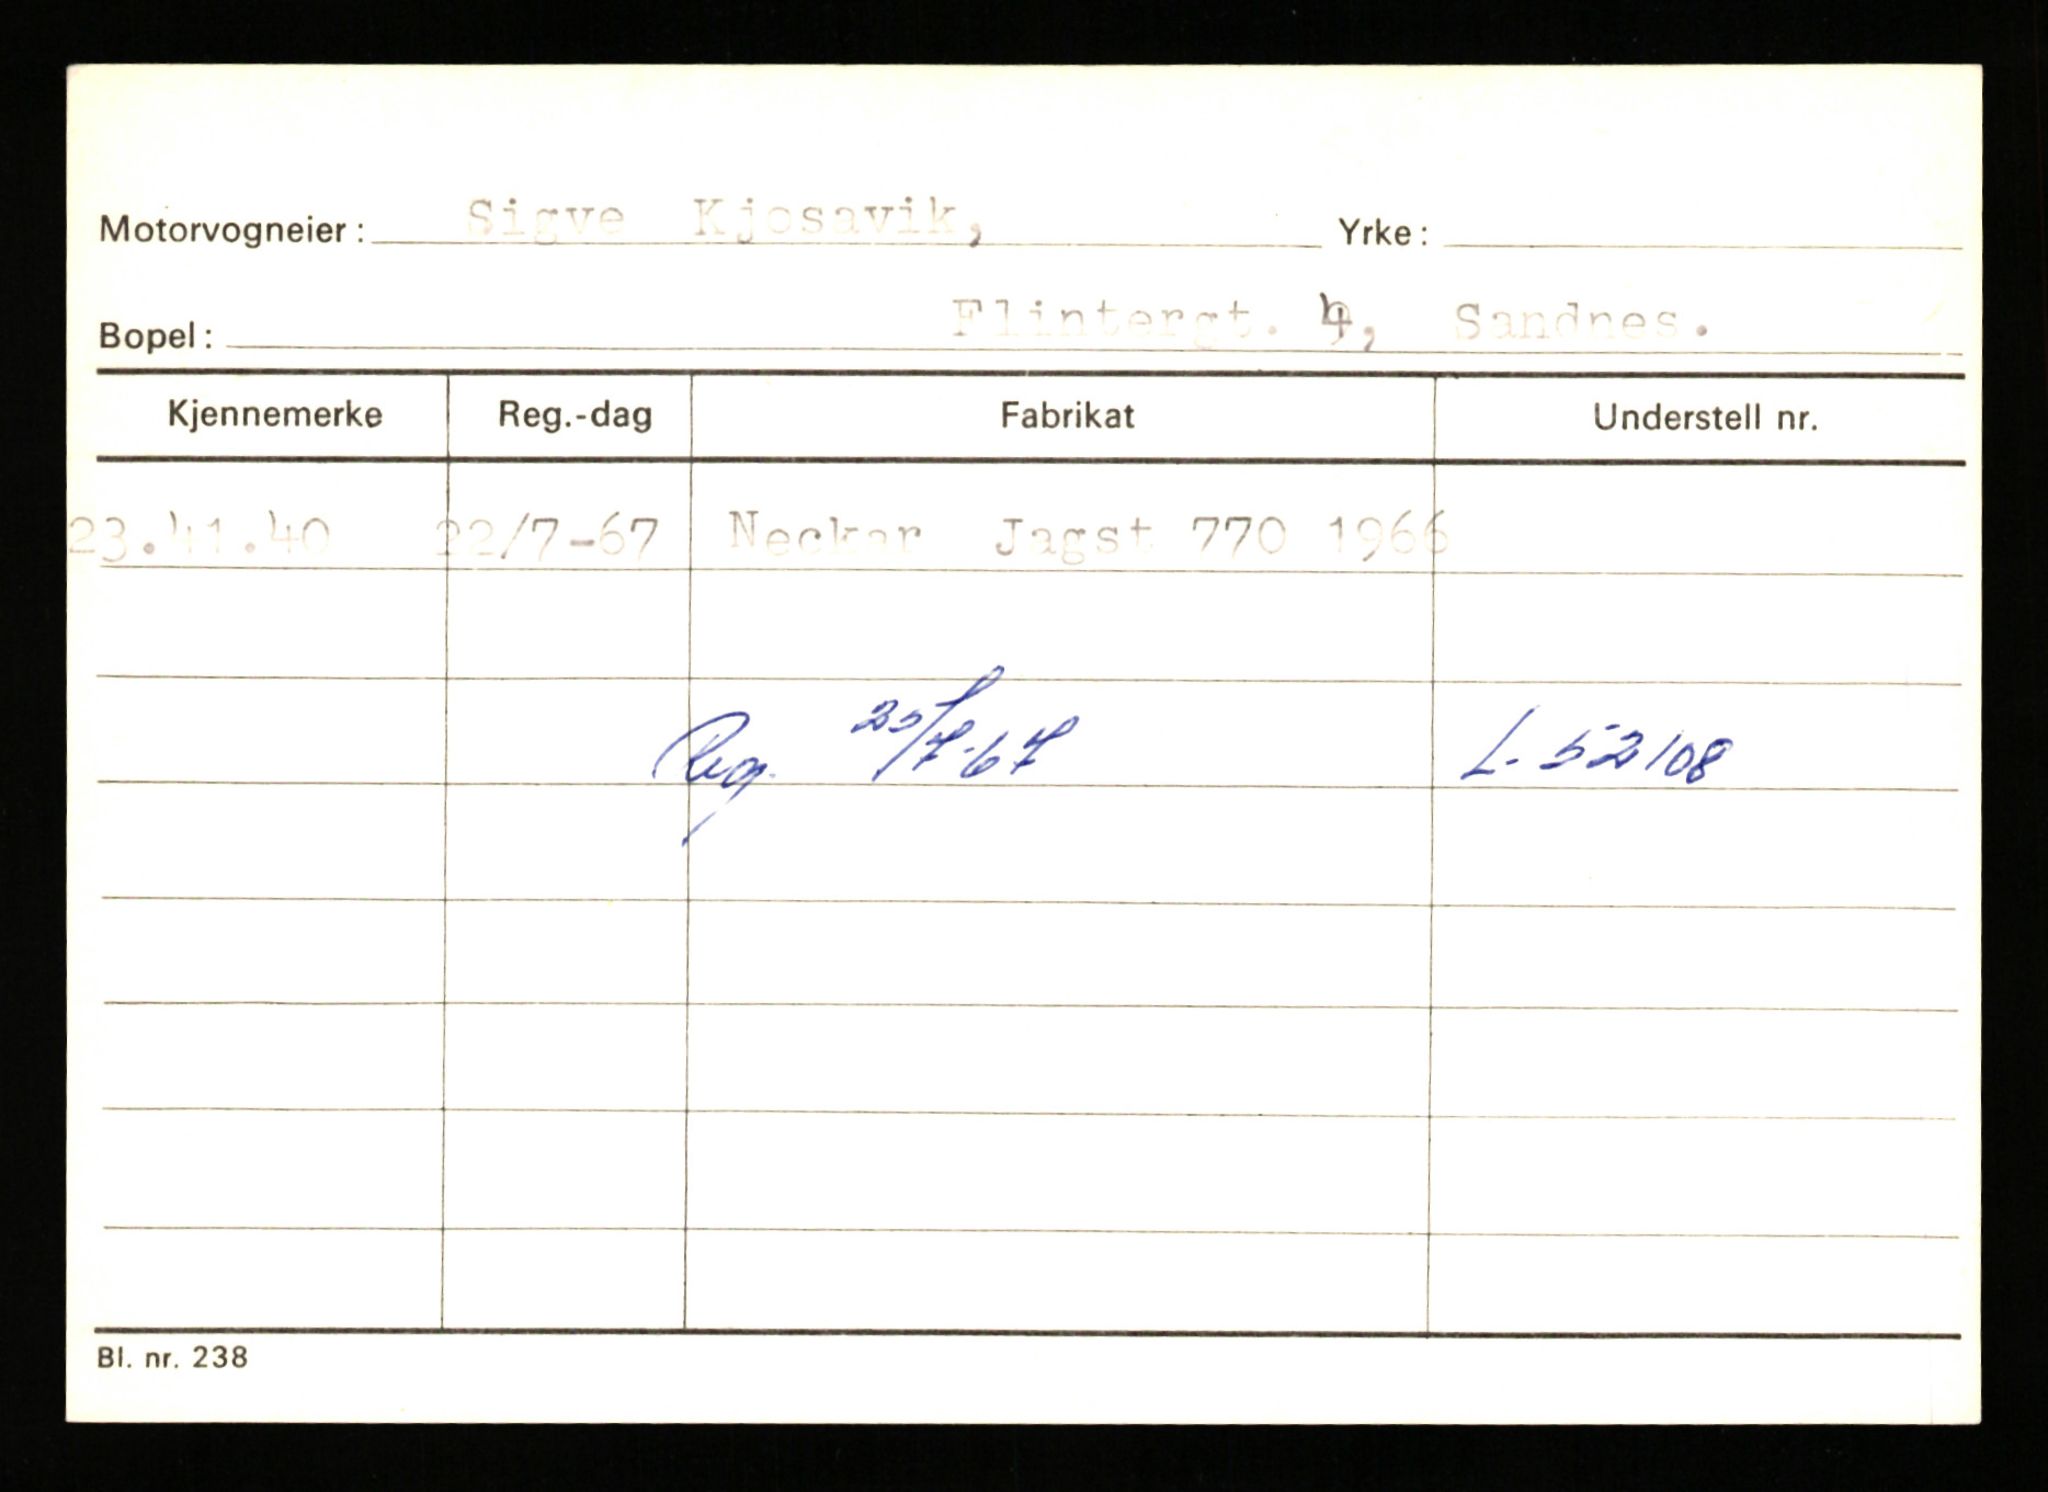 Motorvogneier: Sigve Kjosavik, Yrke:
Bopel: Flintergt. 4, Sandnes.
Kjennemerke Reg.-dag Fabrikat Understell nr.
23.41.40 22/7-67 Neckar Jagst 770 1966
Reg. 25/7-67 L-52108
Bl. nr. 238